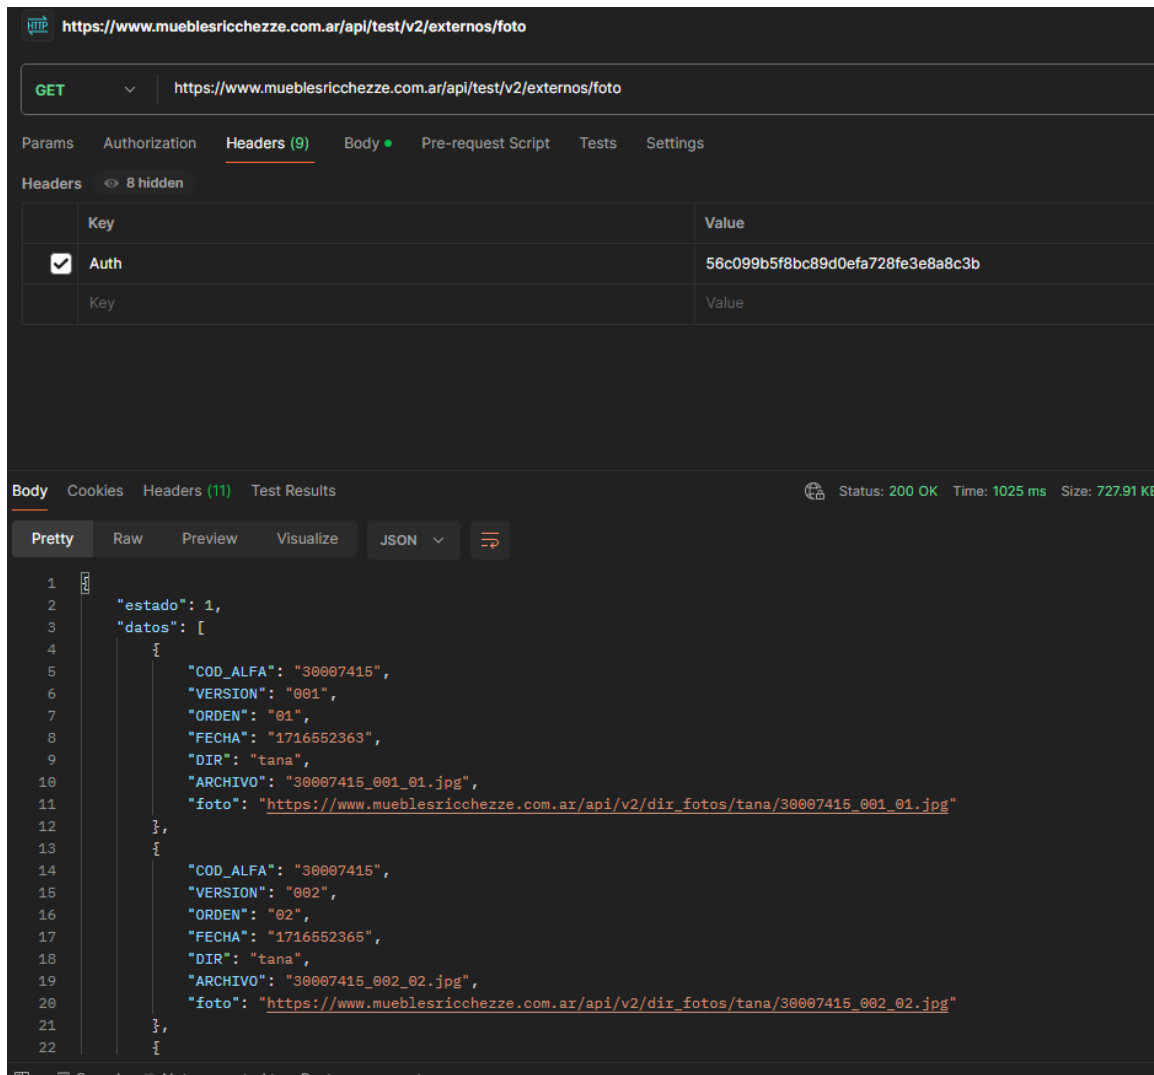 HTTP https://www.mueblesricchezze.com.ar/api/test/v2/externos/foto
GET https://www.mueblesricchezze.com.ar/api/test/v2/externos/foto
Params Authorization Headers (9) Body Pre-request Script Tests Settings
Headers 8 hidden
Key Value
Auth 56c099b5f8bc89d0efa728fe3e8a8c3b
Key Value
Body Cookies Headers (11) Test Results Status: 200 OK Time: 1025 ms Size: 727.91 KB
Pretty Raw Preview Visualize JSON
1 {
2 "estado": 1,
3 "datos": [
4 {
5 "COD_ALFA": "30007415",
6 "VERSION": "001",
7 "ORDEN": "01",
8 "FECHA": "1716552363",
9 "DIR": "tana",
10 "ARCHIVO": "30007415_001_01.jpg",
11 "foto": "https://www.mueblesricchezze.com.ar/api/v2/dir_fotos/tana/30007415_001_01.jpg"
12 },
13 {
14 "COD_ALFA": "30007415",
15 "VERSION": "002",
16 "ORDEN": "02",
17 "FECHA": "1716552365",
18 "DIR": "tana",
19 "ARCHIVO": "30007415_002_02.jpg",
20 "foto": "https://www.mueblesricchezze.com.ar/api/v2/dir_fotos/tana/30007415_002_02.jpg"
21 },
22 {